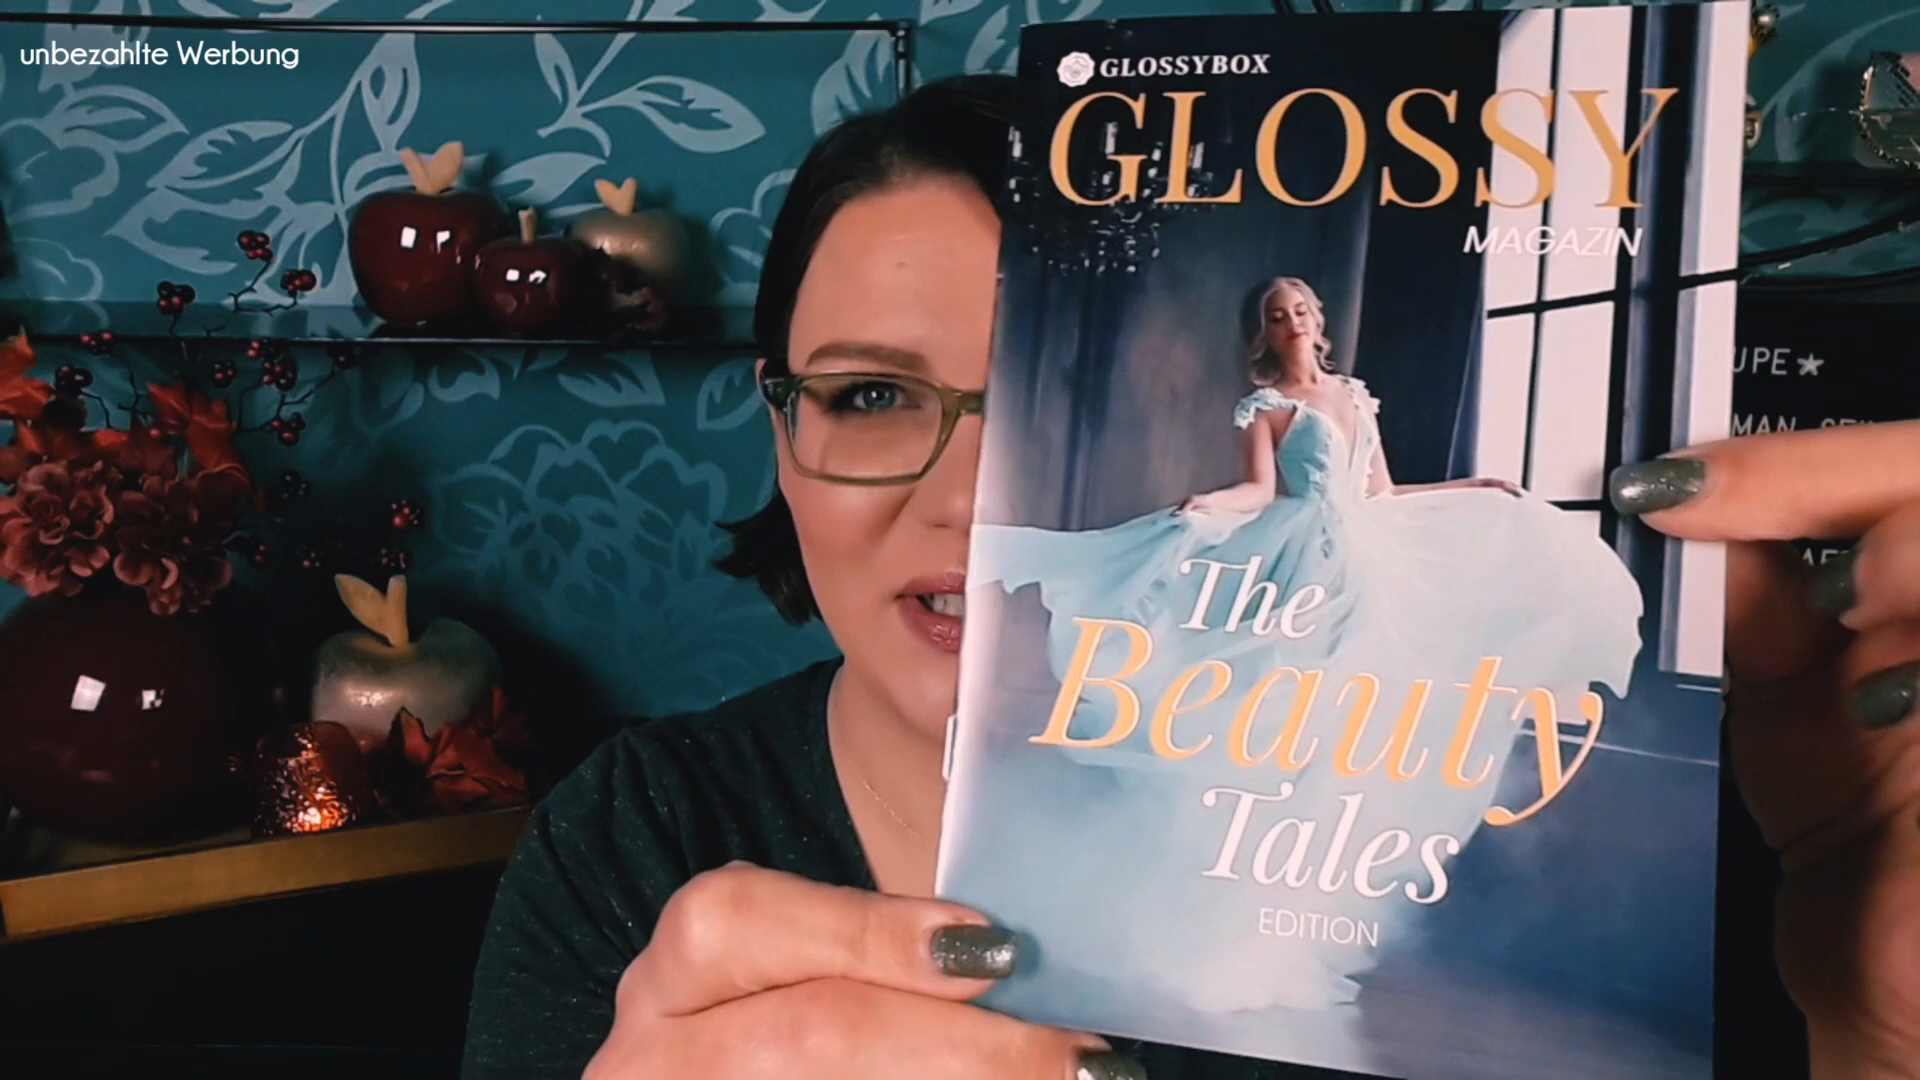 unbezahlte Werbung
GLOSSYBOX
GLOSSY
MAGAZIN
The
Beauty
Tales
EDITION